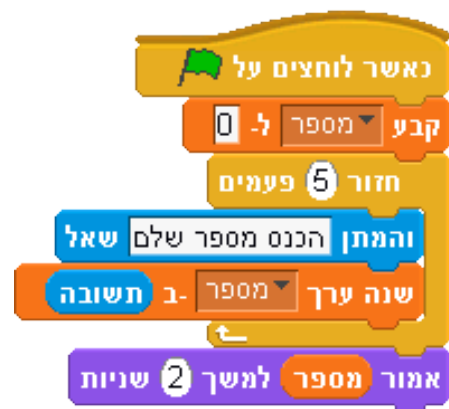 כאשר לוחצים על
קבע מספר ל- 0
חזור 5 פעמים
שאל הכנס מספר שלם והמתן
שנה ערך מספר ב- תשובה
אמור מספר למשך 2 שניות